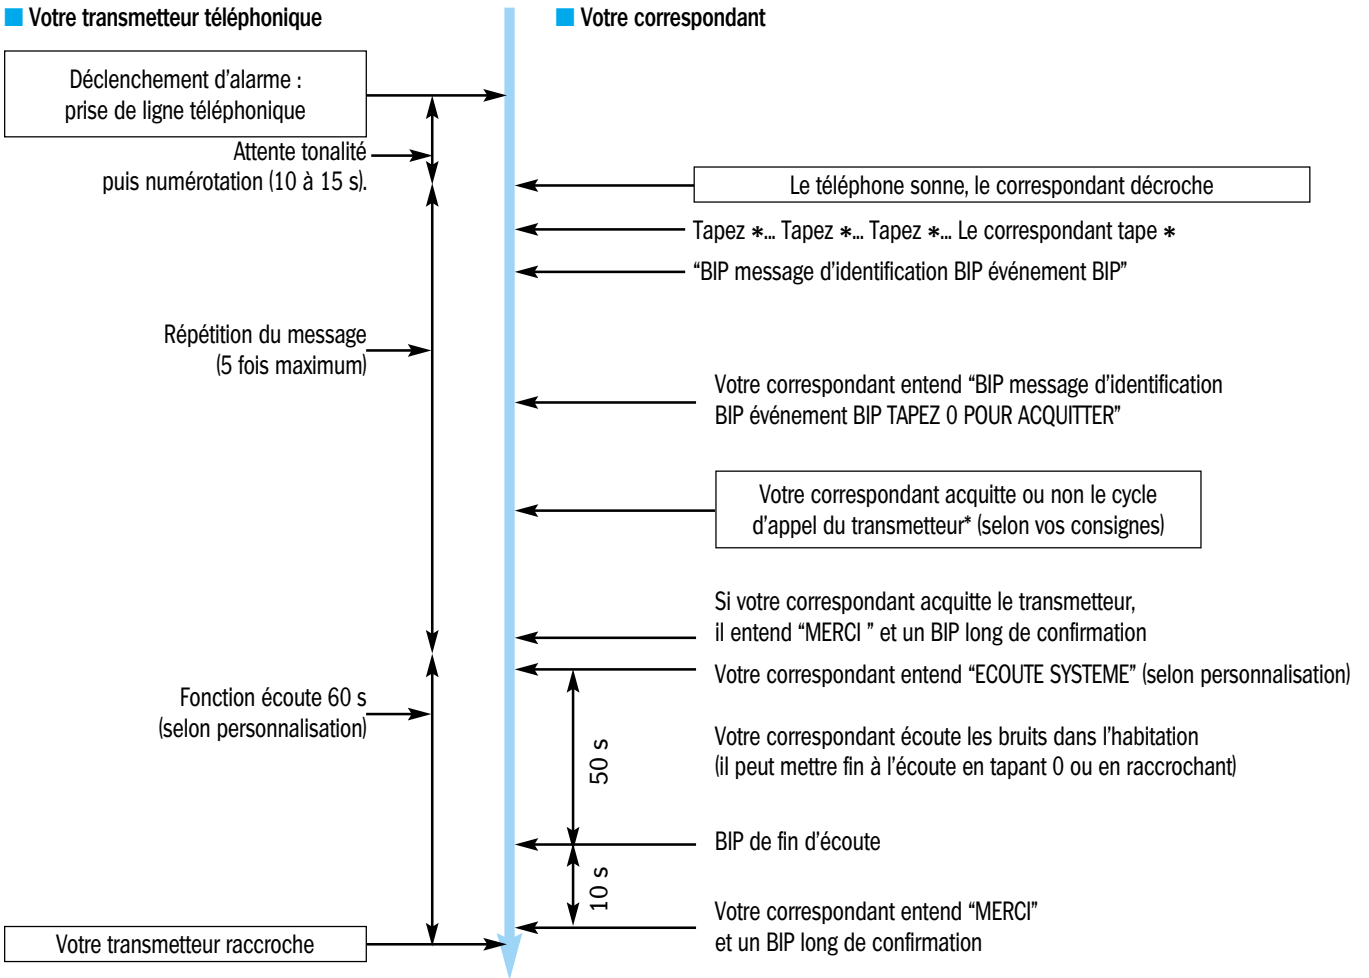 Votre transmetteur téléphonique
Votre correspondant
Déclenchement d’alarme :
prise de ligne téléphonique
Attente tonalité
puis numérotation (10 à 15 s).
Le téléphone sonne, le correspondant décroche
Tapez *... Tapez *... Tapez *... Le correspondant tape *
“BIP message d’identification BIP événement BIP”
Répétition du message
(5 fois maximum)
Votre correspondant entend “BIP message d’identification
BIP événement BIP TAPEZ 0 POUR ACQUITTER”
Votre correspondant acquitte ou non le cycle
d’appel du transmetteur* (selon vos consignes)
Si votre correspondant acquitte le transmetteur,
il entend “MERCI ” et un BIP long de confirmation
Votre correspondant entend “ECOUTE SYSTEME” (selon personnalisation)
Fonction écoute 60 s
(selon personnalisation)
50 s
Votre correspondant écoute les bruits dans l’habitation
(il peut mettre fin à l’écoute en tapant 0 ou en raccrochant)
BIP de fin d’écoute
10 s
Votre correspondant entend “MERCI”
et un BIP long de confirmation
Votre transmetteur raccroche